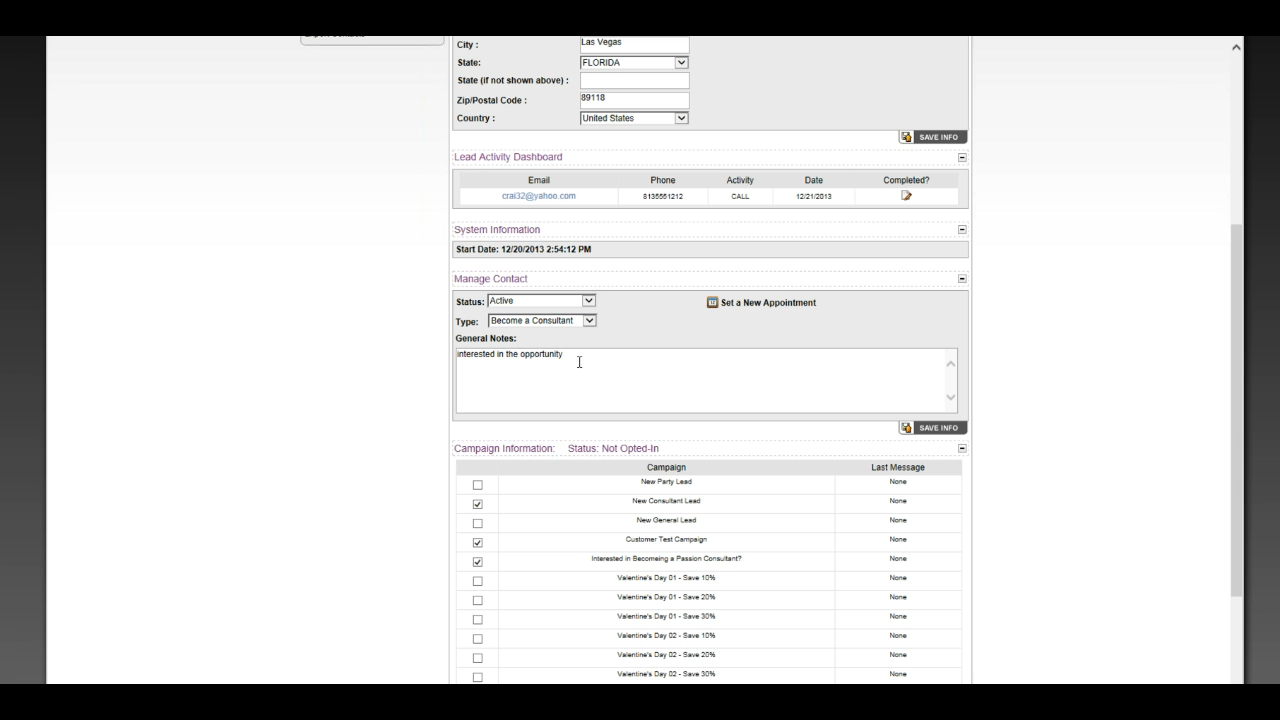 City : Las Vegas
State: FLORIDA
State (if not shown above) :
Zip/Postal Code : 89118
Country : United States
SAVE INFO
Lead Activity Dashboard
Email Phone Activity Date Completed?
crai32@yahoo.com 8135551212 CALL 12/21/2013
System Information
Start Date: 12/20/2013 2:54:12 PM
Manage Contact
Status: Active Set a New Appointment
Type: Become a Consultant
General Notes:
interested in the opportunity
SAVE INFO
Campaign Information: Status: Not Opted-In
Campaign Last Message
New Party Lead None
New Consultant Lead None
New General Lead None
Customer Test Campaign None
Interested in Becomeing a Passion Consultant? None
Valentine's Day 01 - Save 10% None
Valentine's Day 01 - Save 20% None
Valentine's Day 01 - Save 30% None
Valentine's Day 02 - Save 10% None
Valentine's Day 02 - Save 20% None
Valentine's Day 02 - Save 30% None